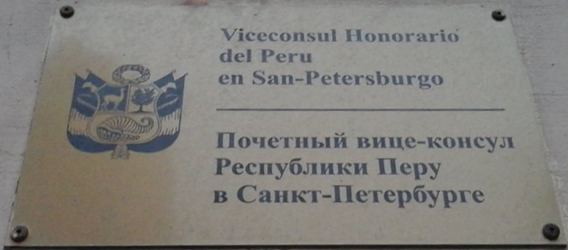 Viceconsul Honorario
del Peru
en San-Petersburgo
Почетный вице-консул
Республики Перу
в Санкт-Петербурге